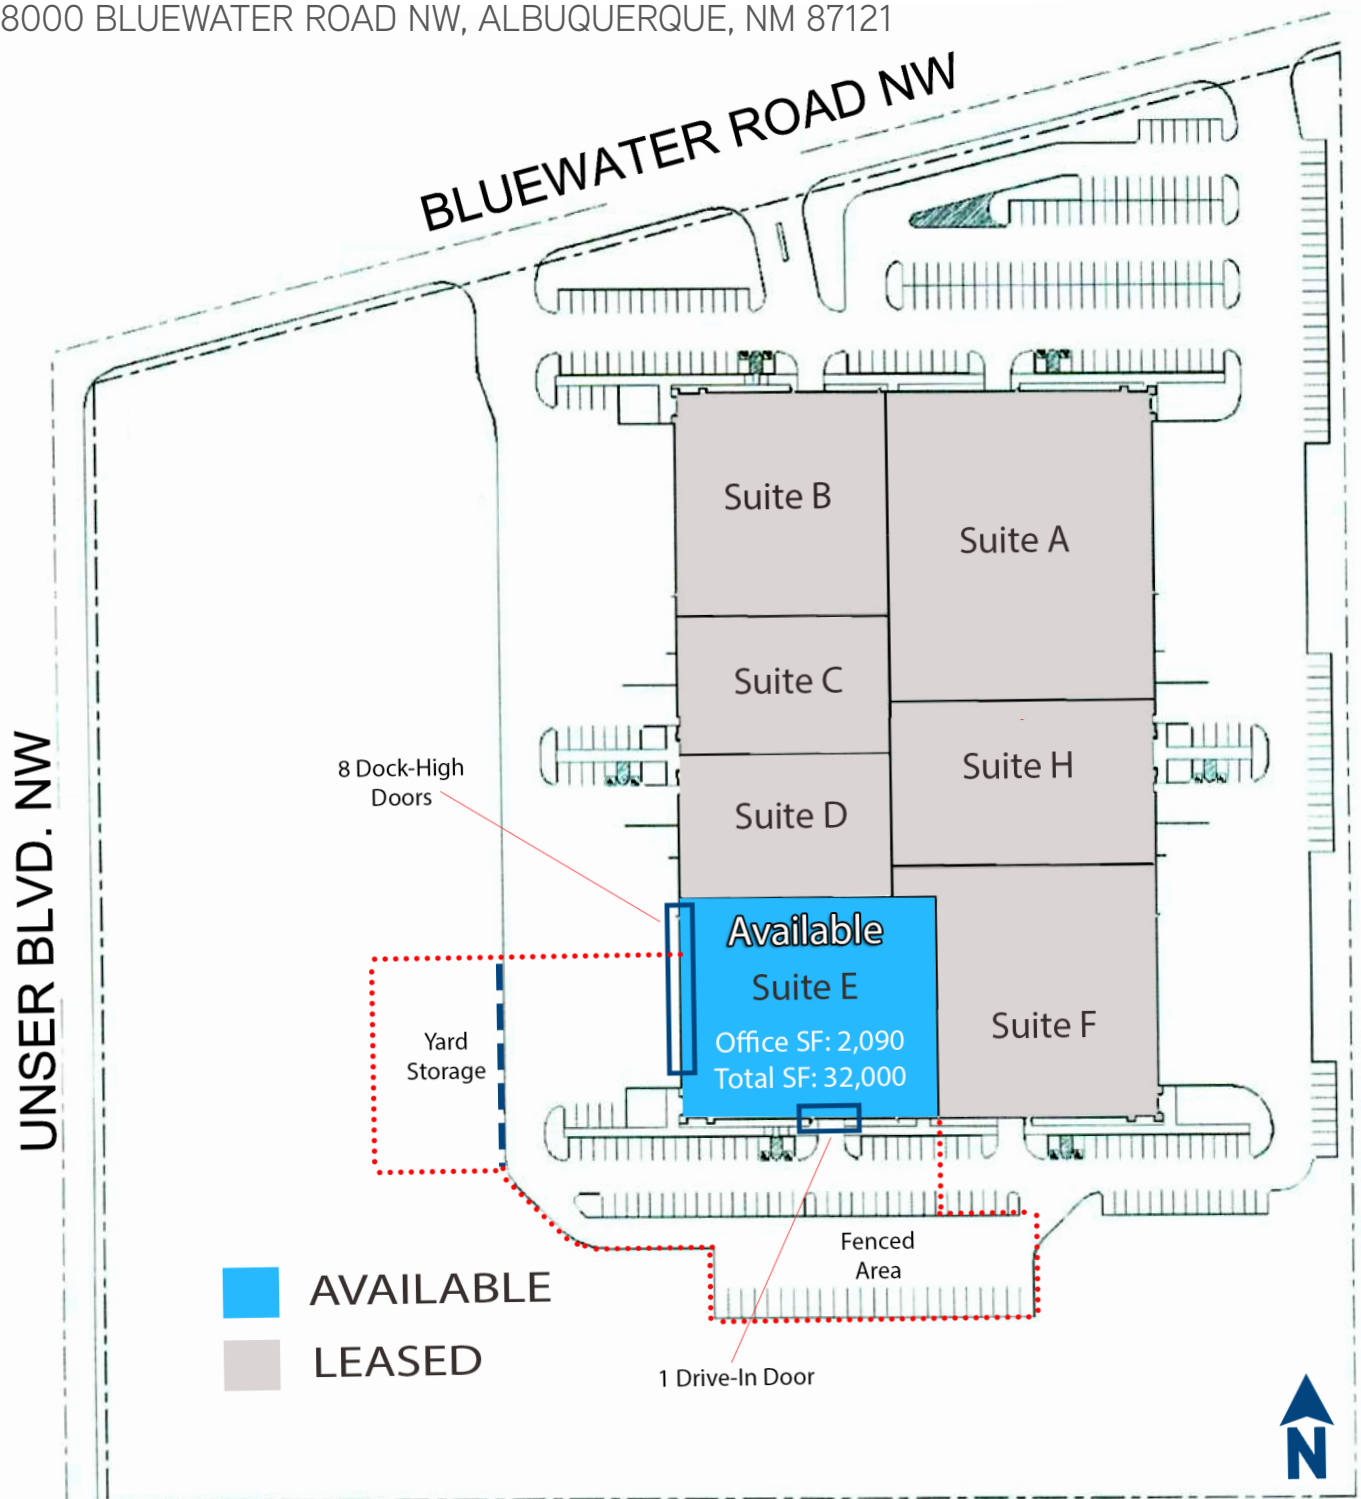 8000 BLUEWATER ROAD NW, ALBUQUERQUE, NM 87121
BLUEWATER ROAD NW
Suite B
Suite A
Suite C
Suite H
8 Dock-High
Doors
Suite D
UNSER BLVD. NW
Available
Suite E
Office SF: 2,090
Total SF: 32,000
Suite F
Yard
Storage
Fenced
Area
AVAILABLE
LEASED
1 Drive-In Door
N